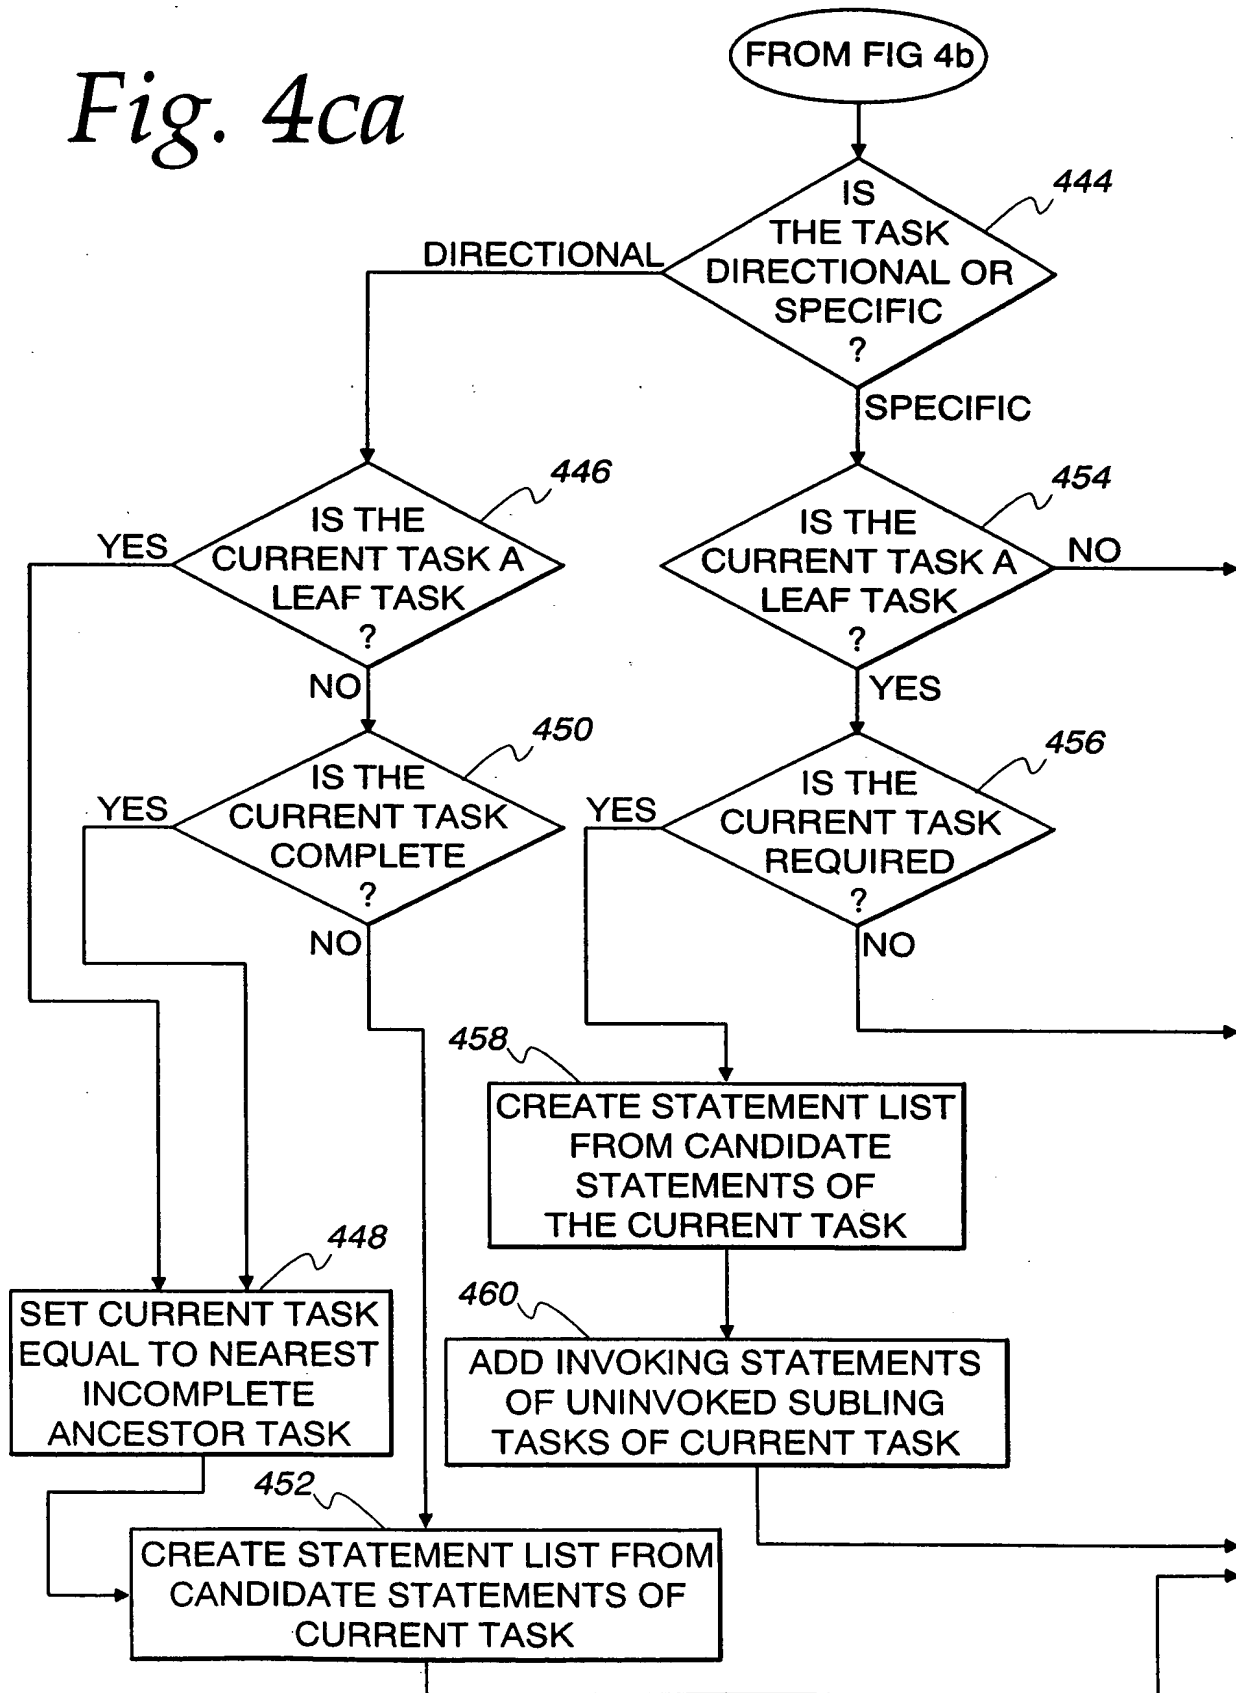 Fig. 4ca
FROM FIG 4b
444
IS
THE TASK
DIRECTIONAL OR
SPECIFIC
?
DIRECTIONAL
SPECIFIC
446
IS THE
CURRENT TASK A
LEAF TASK
?
YES
NO
454
IS THE
CURRENT TASK A
LEAF TASK
?
NO
YES
450
IS THE
CURRENT TASK
COMPLETE
?
YES
NO
456
IS THE
CURRENT TASK
REQUIRED
?
YES
NO
458
CREATE STATEMENT LIST
FROM CANDIDATE
STATEMENTS OF
THE CURRENT TASK
448
SET CURRENT TASK
EQUAL TO NEAREST
INCOMPLETE
ANCESTOR TASK
460
ADD INVOKING STATEMENTS
OF UNINVOKED SUBLING
TASKS OF CURRENT TASK
452
CREATE STATEMENT LIST FROM
CANDIDATE STATEMENTS OF
CURRENT TASK